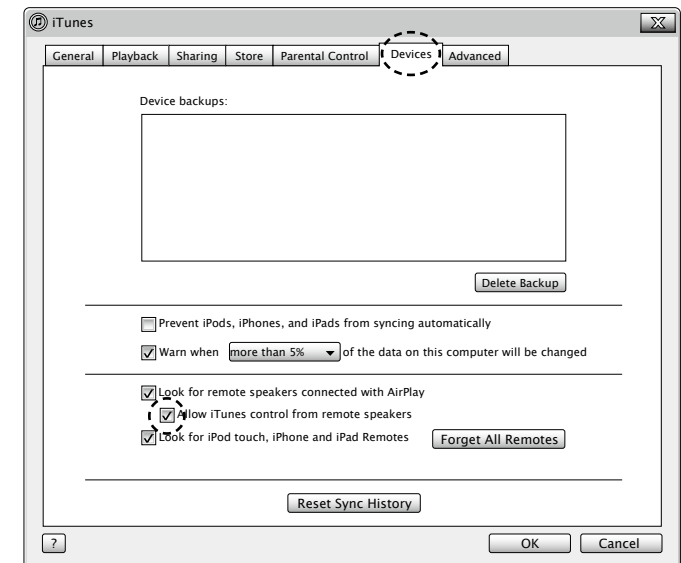 iTunes
General Playback Sharing Store Parental Control Devices Advanced
Device backups:
Delete Backup
Prevent iPods, iPhones, and iPads from syncing automatically
Warn when more than 5% of the data on this computer will be changed
Look for remote speakers connected with AirPlay
Allow iTunes control from remote speakers
Look for iPod touch, iPhone and iPad Remotes Forget All Remotes
Reset Sync History
? OK Cancel